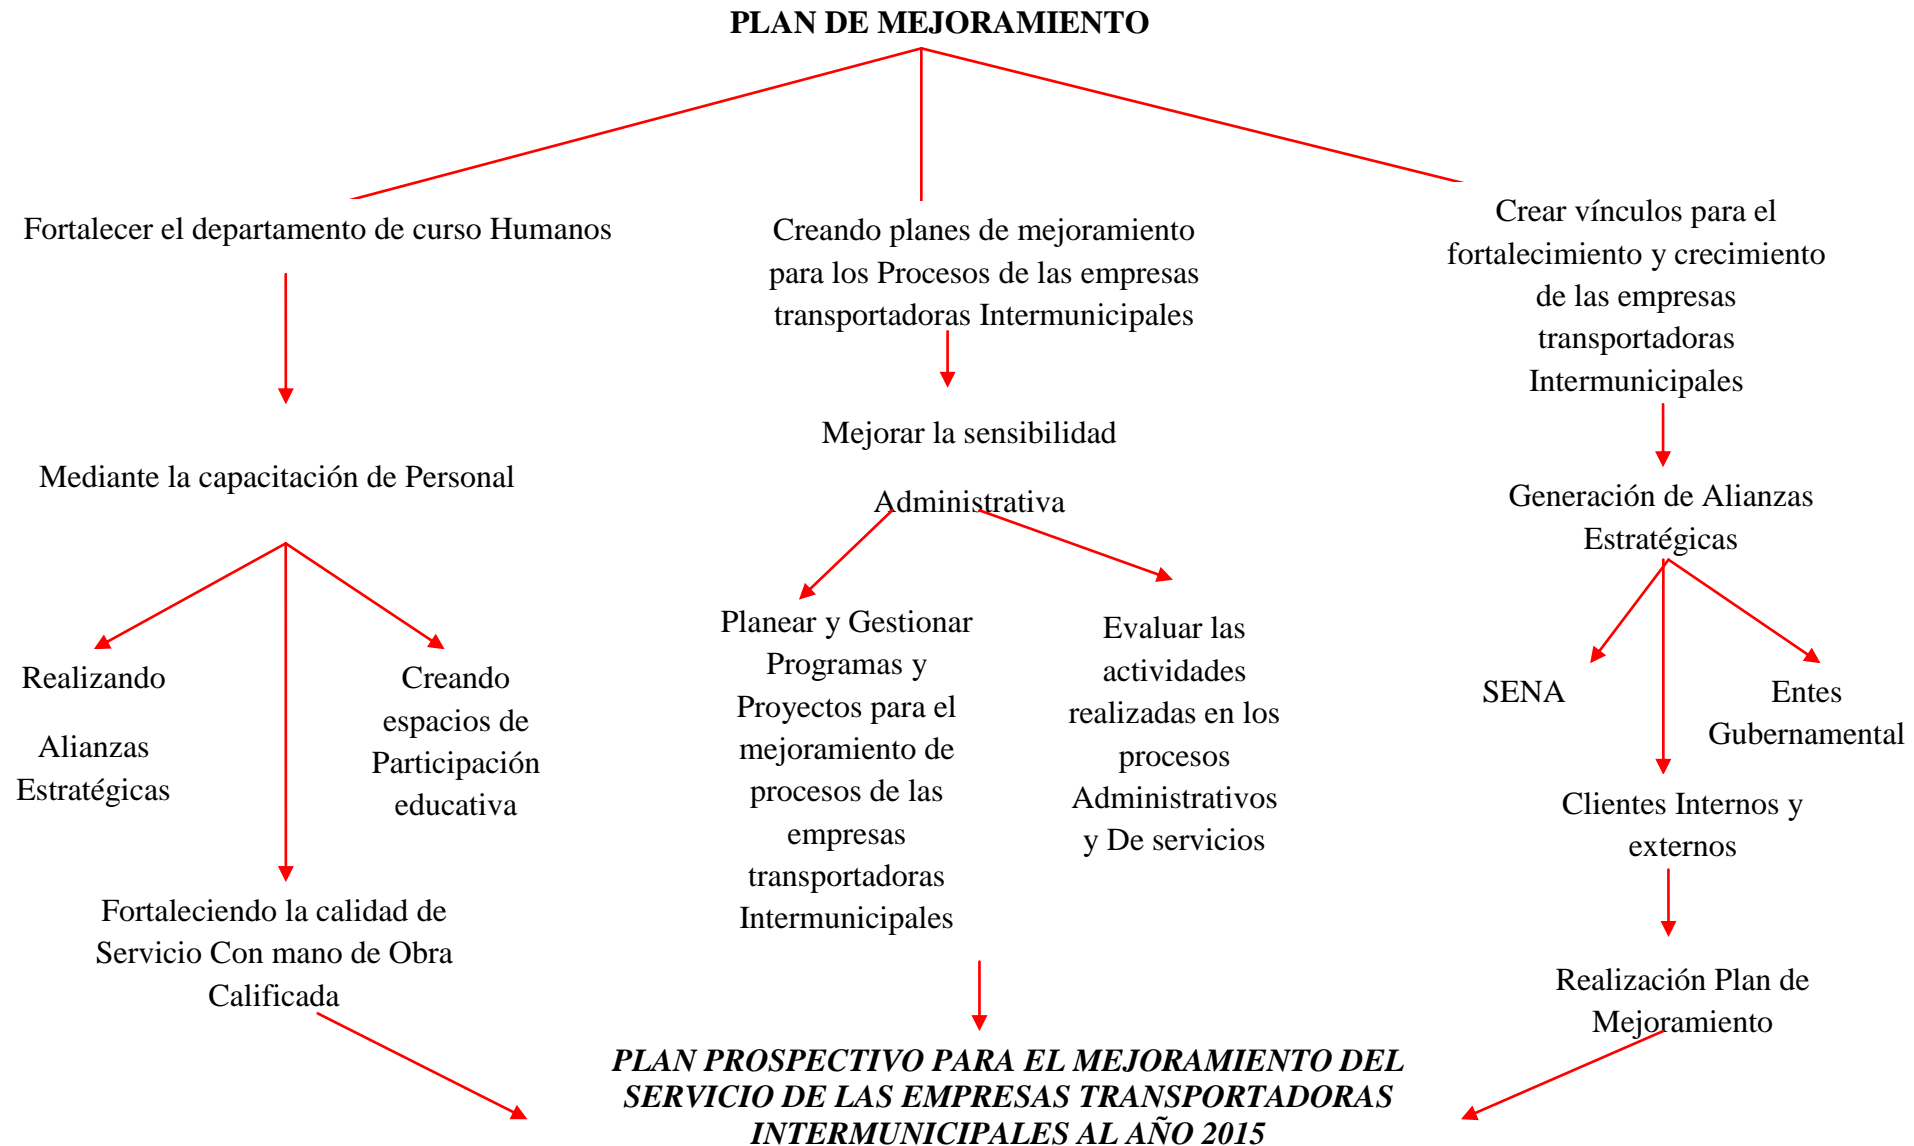 PLAN DE MEJORAMIENTO
Fortalecer el departamento de curso Humanos
Mediante la capacitación de Personal
Realizando
Alianzas
Estratégicas
Creando
espacios de
Participación
educativa
Fortaleciendo la calidad de
Servicio Con mano de Obra
Calificada
Creando planes de mejoramiento
para los Procesos de las empresas
transportadoras Intermunicipales
Mejorar la sensibilidad
Administrativa
Planear y Gestionar
Programas y
Proyectos para el
mejoramiento de
procesos de las
empresas
transportadoras
Intermunicipales
Evaluar las
actividades
realizadas en los
procesos
Administrativos
y De servicios
Crear vínculos para el
fortalecimiento y crecimiento
de las empresas
transportadoras
Intermunicipales
Generación de Alianzas
Estratégicas
SENA
Entes
Gubernamental
Clientes Internos y
externos
Realización Plan de
Mejoramiento
PLAN PROSPECTIVO PARA EL MEJORAMIENTO DEL
SERVICIO DE LAS EMPRESAS TRANSPORTADORAS
INTERMUNICIPALES AL AÑO 2015